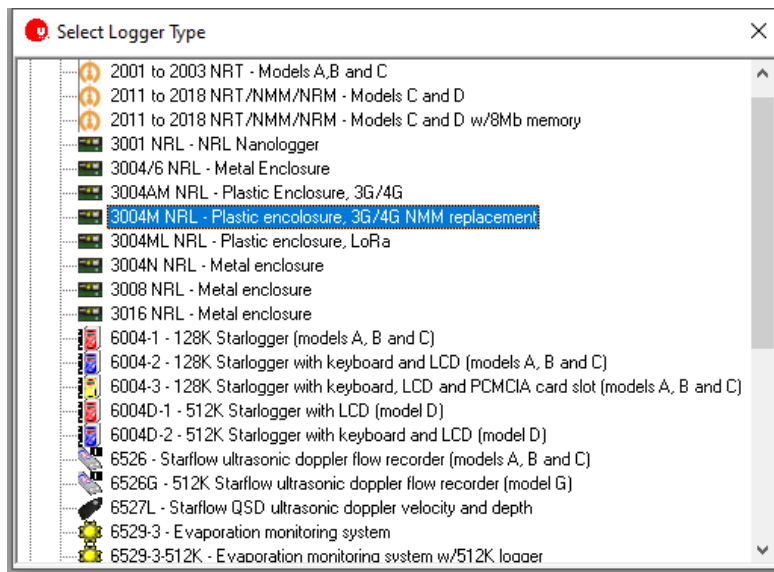 Select Logger Type
2001 to 2003 NRT - Models A,B and C
2011 to 2018 NRT/NMM/NRM - Models C and D
2011 to 2018 NRT/NMM/NRM - Models C and D w/8Mb memory
3001 NRL - NRL Nanologger
3004/6 NRL - Metal Enclosure
3004AM NRL - Plastic Enclosure, 3G/4G
3004M NRL - Plastic encolosure, 3G/4G NMM replacement
3004ML NRL - Plastic enclosure, LoRa
3004N NRL - Metal enclosure
3008 NRL - Metal enclosure
3016 NRL - Metal enclosure
6004-1 - 128K Starlogger (models A, B and C)
6004-2 - 128K Starlogger with keyboard and LCD (models A, B and C)
6004-3 - 128K Starlogger with keyboard, LCD and PCMCIA card slot (models A, B and C)
6004D-1 - 512K Starlogger with LCD (model D)
6004D-2 - 512K Starlogger with keyboard and LCD (model D)
6526 - Starflow ultrasonic doppler flow recorder (models A, B and C)
6526G - 512K Starflow ultrasonic doppler flow recorder (model G)
6527L - Starflow QSD ultrasonic doppler velocity and depth
6529-3 - Evaporation monitoring system
6529-3-512K - Evaporation monitoring system w/512K logger